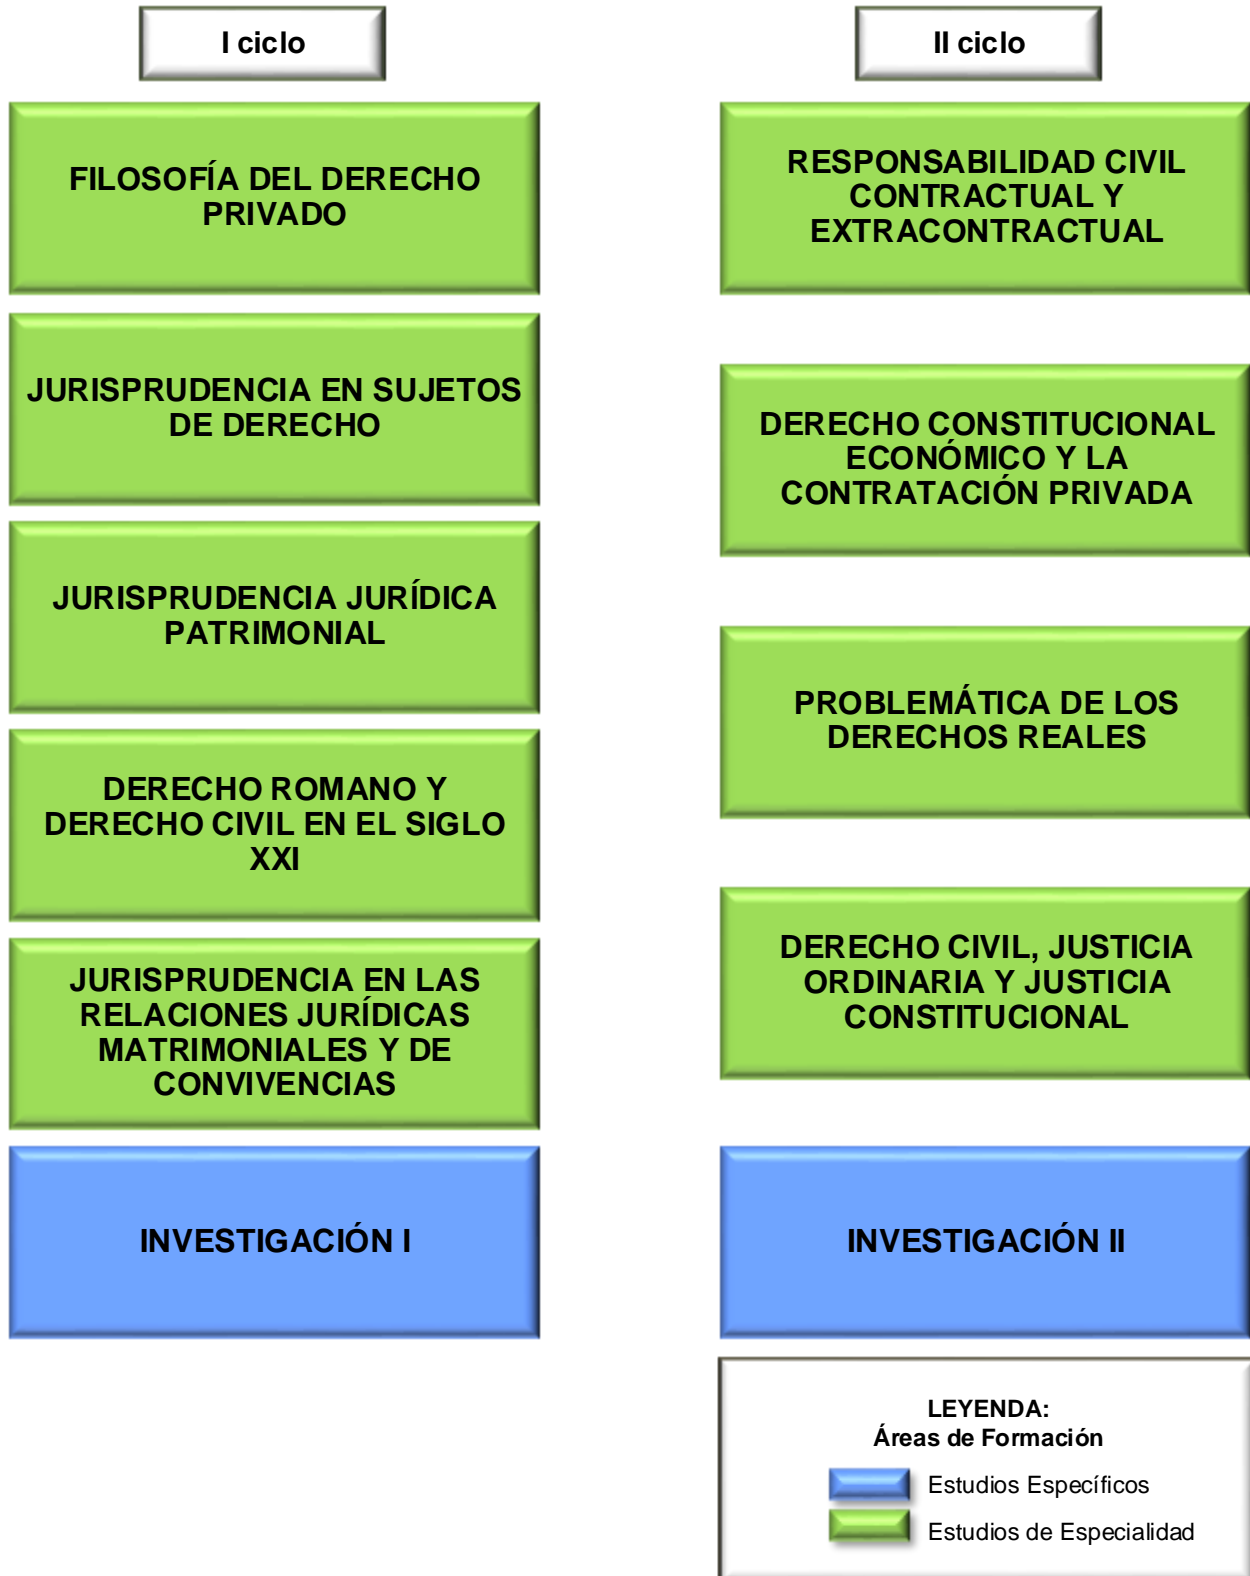 I ciclo
FILOSOFÍA DEL DERECHO
PRIVADO
JURISPRUDENCIA EN SUJETOS
DE DERECHO
JURISPRUDENCIA JURÍDICA
PATRIMONIAL
DERECHO ROMANO Y
DERECHO CIVIL EN EL SIGLO
XXI
JURISPRUDENCIA EN LAS
RELACIONES JURÍDICAS
MATRIMONIALES Y DE
CONVIVENCIAS
INVESTIGACIÓN I
II ciclo
RESPONSABILIDAD CIVIL
CONTRACTUAL Y
EXTRACONTRACTUAL
DERECHO CONSTITUCIONAL
ECONÓMICO Y LA
CONTRATACIÓN PRIVADA
PROBLEMÁTICA DE LOS
DERECHOS REALES
DERECHO CIVIL, JUSTICIA
ORDINARIA Y JUSTICIA
CONSTITUCIONAL
INVESTIGACIÓN II
LEYENDA:
Áreas de Formación
Estudios Específicos
Estudios de Especialidad